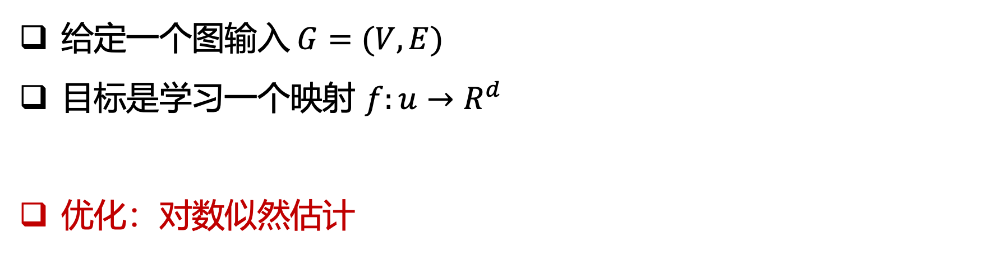 ❑ 给定一个图输入 G = (V, E)
❑ 目标是学习一个映射 f: u → R^d
❑ 优化：对数似然估计